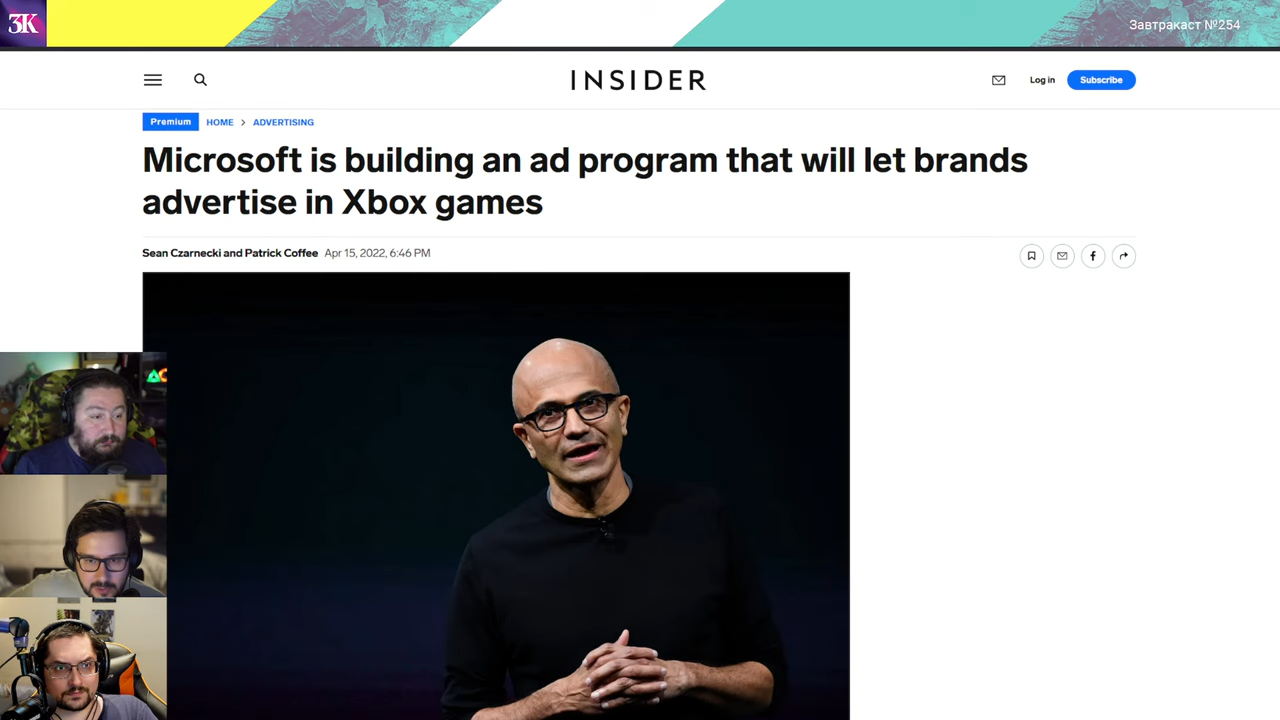 3K
Завтракаст №254
INSIDER
Log in
Subscribe
Premium
HOME > ADVERTISING
Microsoft is building an ad program that will let brands
advertise in Xbox games
Sean Czarnecki and Patrick Coffee Apr 15, 2022, 6:46 PM